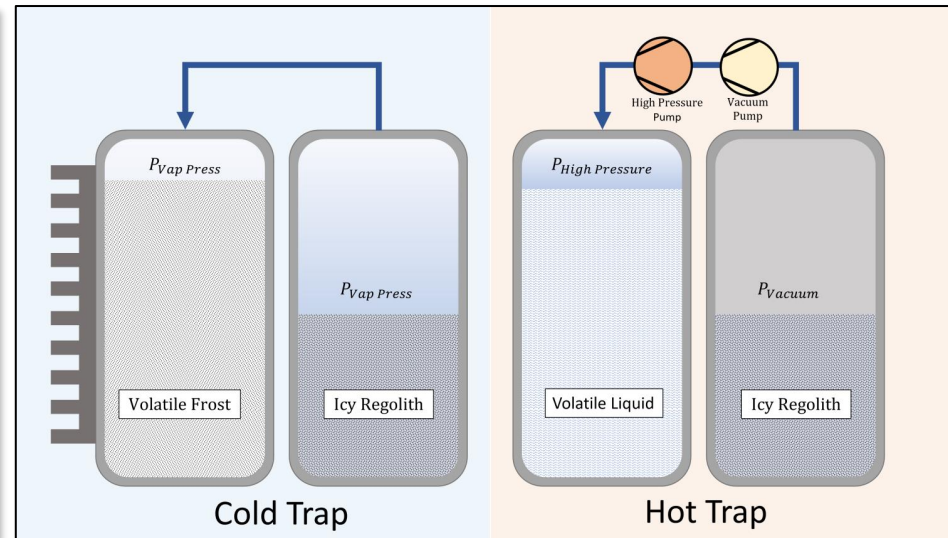 P_Vap Press
P_Vap Press
Volatile Frost
Icy Regolith
Cold Trap
High Pressure
Pump
Vacuum
Pump
P_High Pressure
P_Vacuum
Volatile Liquid
Icy Regolith
Hot Trap